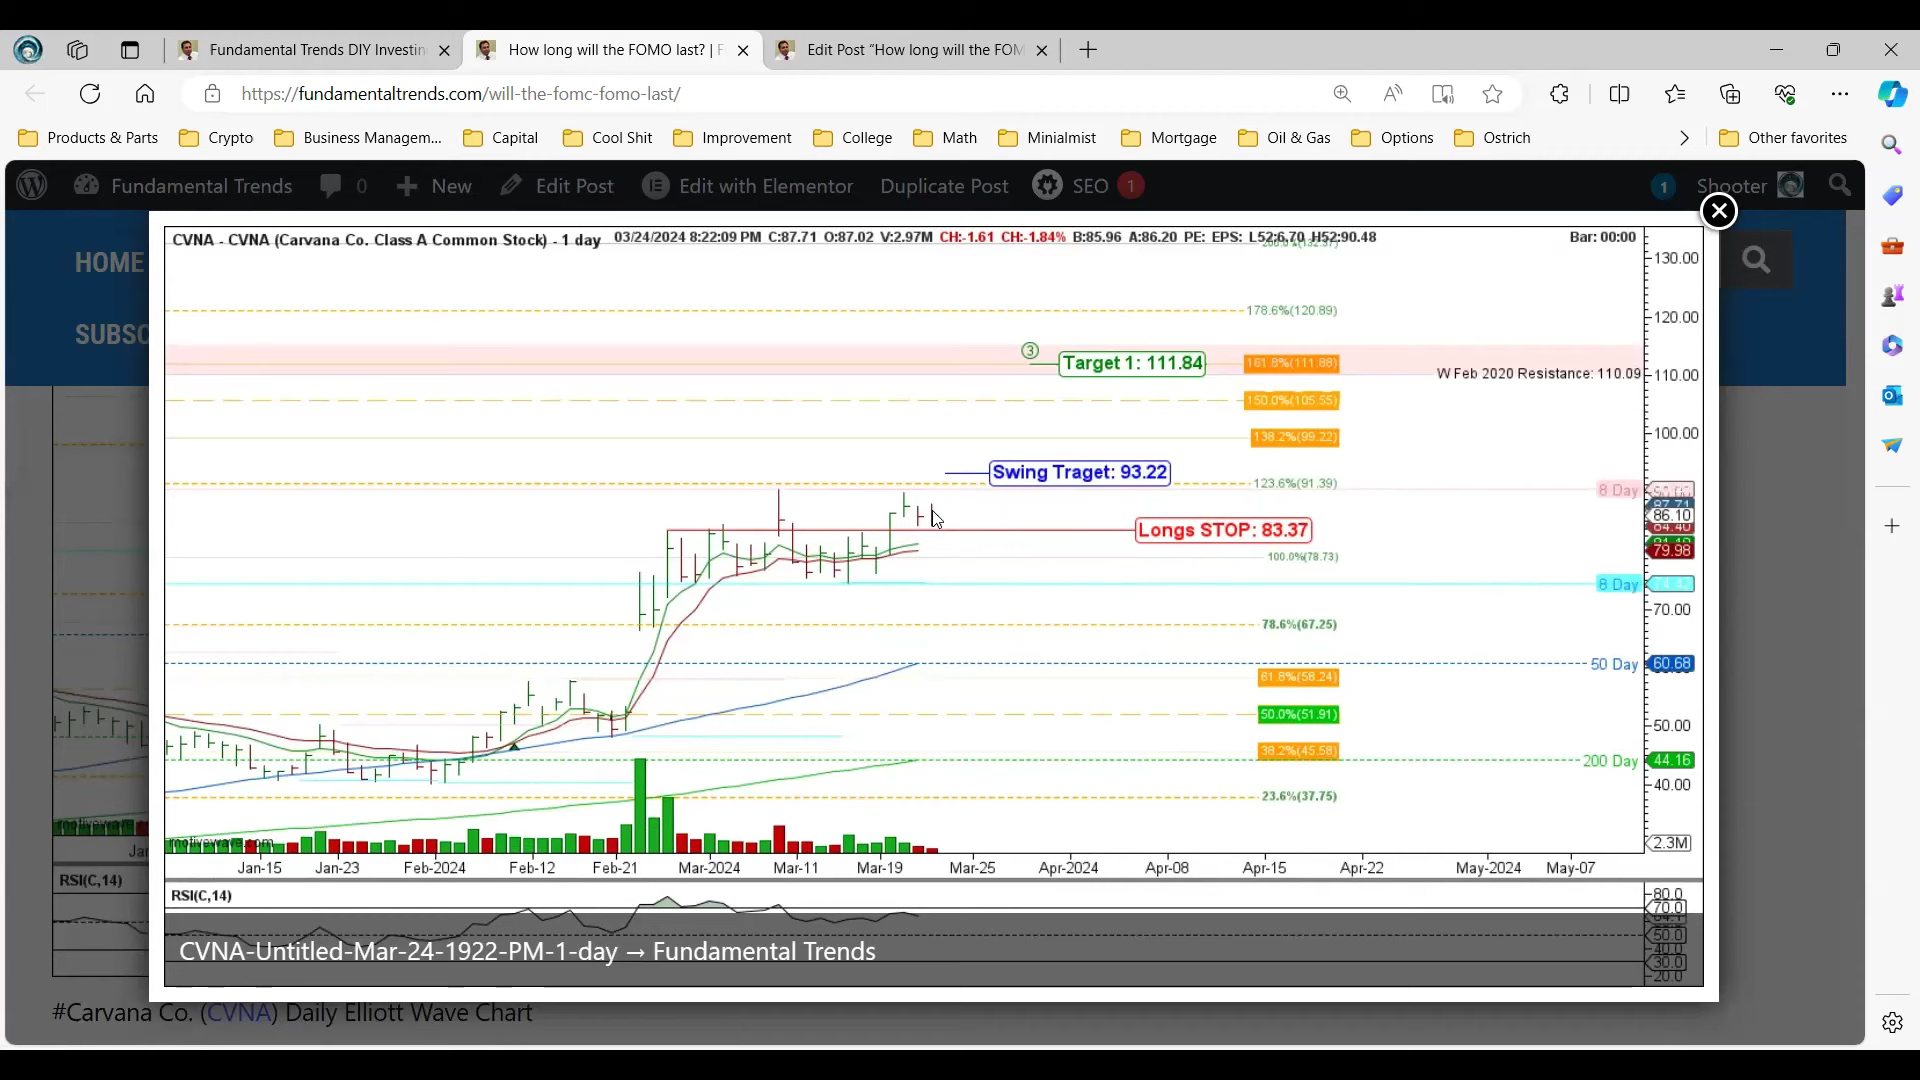 Fundamental Trends DIY Investin
How long will the FOMO last? | F
Edit Post “How long will the FOM
https://fundamentaltrends.com/will-the-fomc-fomo-last/
Products & Parts
Crypto
Business Managem...
Capital
Cool Shit
Improvement
College
Math
Minialmist
Mortgage
Oil & Gas
Options
Ostrich
Other favorites
Fundamental Trends
0
New
Edit Post
Edit with Elementor
Duplicate Post
SEO
1
1
Shooter
HOME
SUBSC
CVNA - CVNA (Carvana Co. Class A Common Stock) - 1 day
03/24/2024 8:22:09 PM C:87.71 O:87.02 V:2.97M CH:-1.61 CH:-1.84% B:85.96 A:86.20 PE: EPS: L52:6.70 H52:90.48
Bar: 00:00
130.00
178.6%(120.89)
120.00
3
Target 1: 111.84
161.8%(111.88)
W Feb 2020 Resistance: 110.09
110.00
150.0%(105.55)
138.2%(99.22)
100.00
Swing Traget: 93.22
123.6%(91.39)
8 Day
86.10
Longs STOP: 83.37
79.98
100.0%(78.73)
8 Day
70.00
78.6%(67.25)
50 Day
60.68
61.8%(58.24)
50.0%(51.91)
50.00
38.2%(45.58)
200 Day
44.16
40.00
23.6%(37.75)
motivewave.com
2.3M
Jan-15
Jan-23
Feb-2024
Feb-12
Feb-21
Mar-2024
Mar-11
Mar-19
Mar-25
Apr-2024
Apr-08
Apr-15
Apr-22
May-2024
May-07
RSI(C,14)
RSI(C,14)
80.0
70.0
50.0
30.0
CVNA-Untitled-Mar-24-1922-PM-1-day → Fundamental Trends
#Carvana Co. (CVNA) Daily Elliott Wave Chart